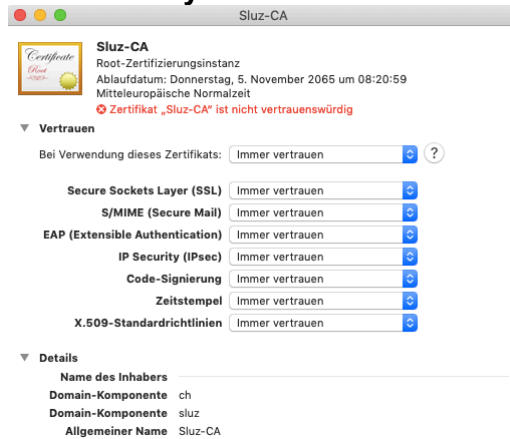 Sluz-CA
Certificate
Root
Sluz-CA
Root-Zertifizierungsinstanz
Ablaufdatum: Donnerstag, 5. November 2065 um 08:20:59
Mitteleuropäische Normalzeit
Zertifikat „Sluz-CA“ ist nicht vertrauenswürdig
Vertrauen
Bei Verwendung dieses Zertifikats: Immer vertrauen ?
Secure Sockets Layer (SSL) Immer vertrauen
S/MIME (Secure Mail) Immer vertrauen
EAP (Extensible Authentication) Immer vertrauen
IP Security (IPsec) Immer vertrauen
Code-Signierung Immer vertrauen
Zeitstempel Immer vertrauen
X.509-Standardrichtlinien Immer vertrauen
Details
Name des Inhabers
Domain-Komponente ch
Domain-Komponente sluz
Allgemeiner Name Sluz-CA